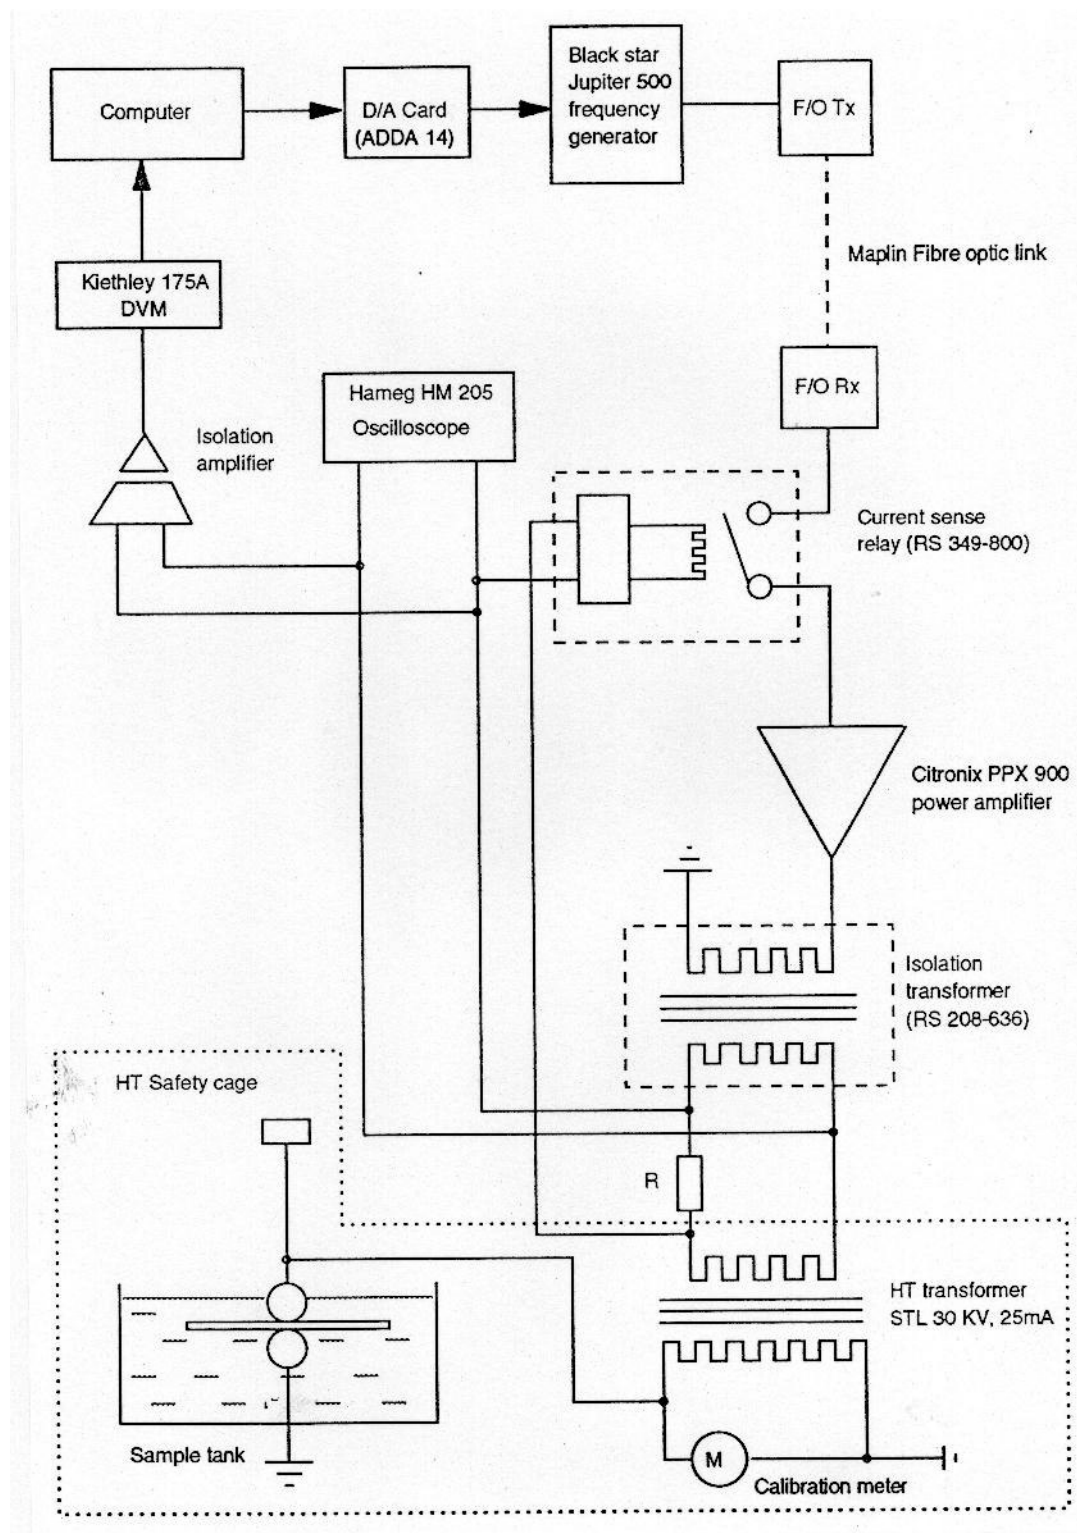 Computer
D/A Card
(ADDA 14)
Black star
Jupiter 500
frequency
generator
F/O Tx
Maplin Fibre optic link
Kiethley 175A
DVM
F/O Rx
Hameg HM 205
Oscilloscope
Isolation
amplifier
Current sense
relay (RS 349-800)
Citronix PPX 900
power amplifier
Isolation
transformer
(RS 208-636)
HT Safety cage
R
HT transformer
STL 30 KV, 25mA
Sample tank
M
Calibration meter